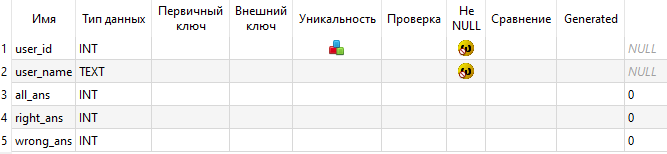 Имя Тип данных Первичный ключ Внешний ключ Уникальность Проверка Не NULL Сравнение Generated
1 user_id INT NULL
2 user_name TEXT NULL
3 all_ans INT 0
4 right_ans INT 0
5 wrong_ans INT 0